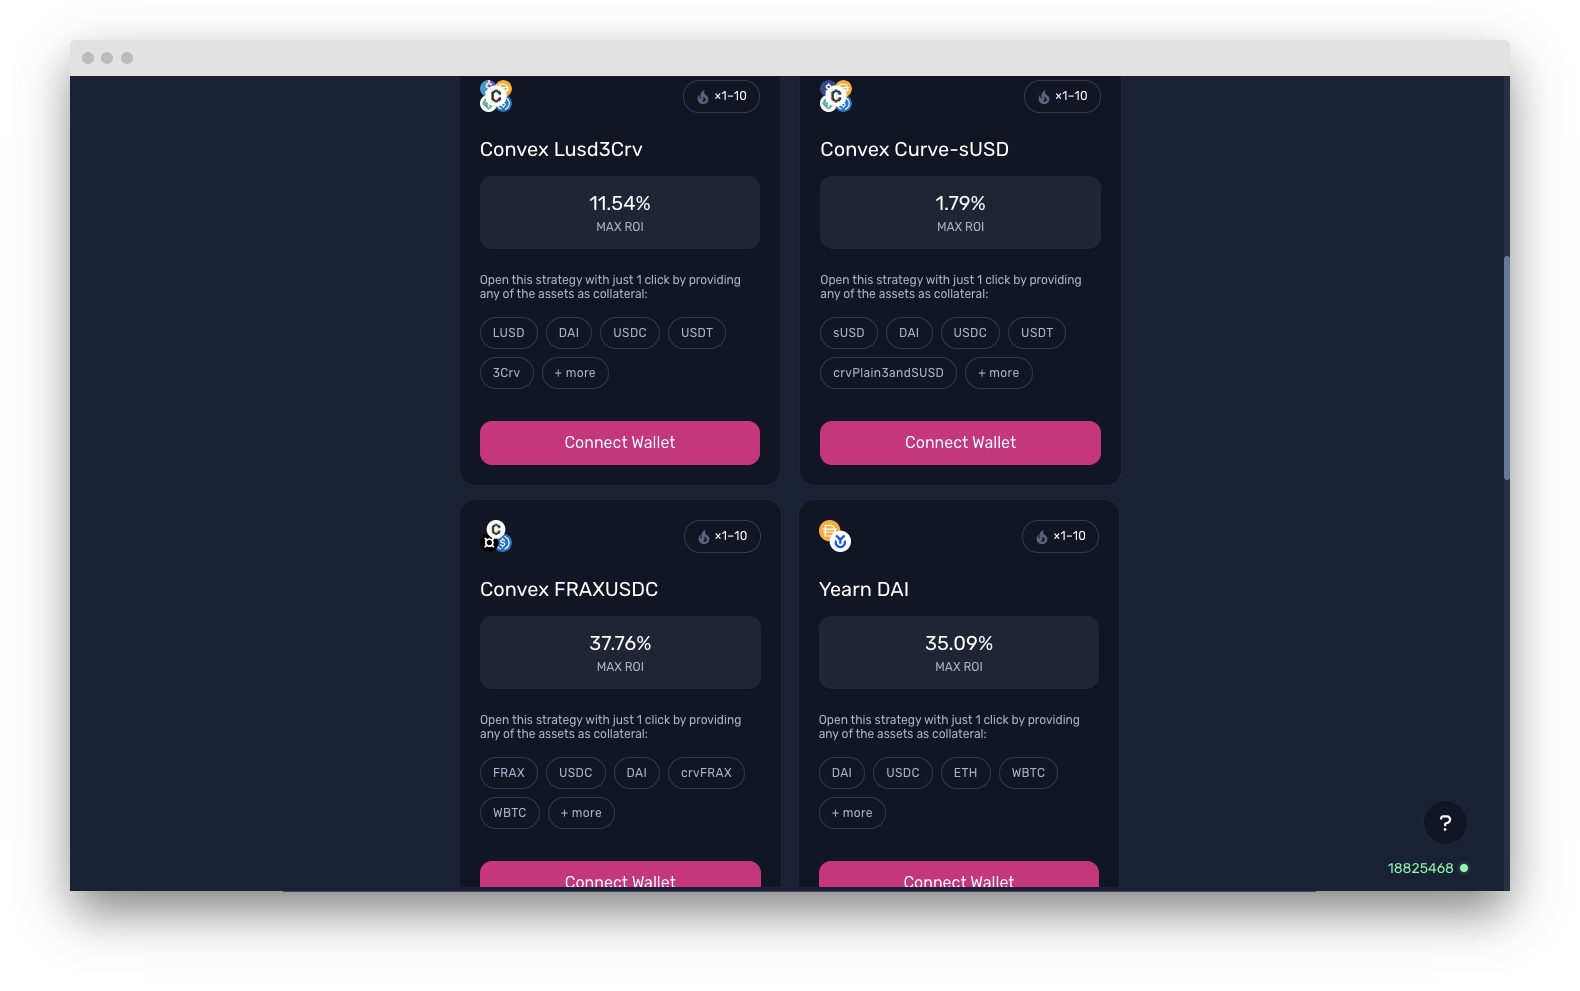 ×1–10
Convex Lusd3Crv
11.54%
MAX ROI
Open this strategy with just 1 click by providing
any of the assets as collateral:
LUSD DAI USDC USDT
3Crv + more
Connect Wallet
×1–10
Convex Curve-sUSD
1.79%
MAX ROI
Open this strategy with just 1 click by providing
any of the assets as collateral:
sUSD DAI USDC USDT
crvPlain3andSUSD + more
Connect Wallet
×1–10
Convex FRAXUSDC
37.76%
MAX ROI
Open this strategy with just 1 click by providing
any of the assets as collateral:
FRAX USDC DAI crvFRAX
WBTC + more
Connect Wallet
×1–10
Yearn DAI
35.09%
MAX ROI
Open this strategy with just 1 click by providing
any of the assets as collateral:
DAI USDC ETH WBTC
+ more
Connect Wallet
?
18825468